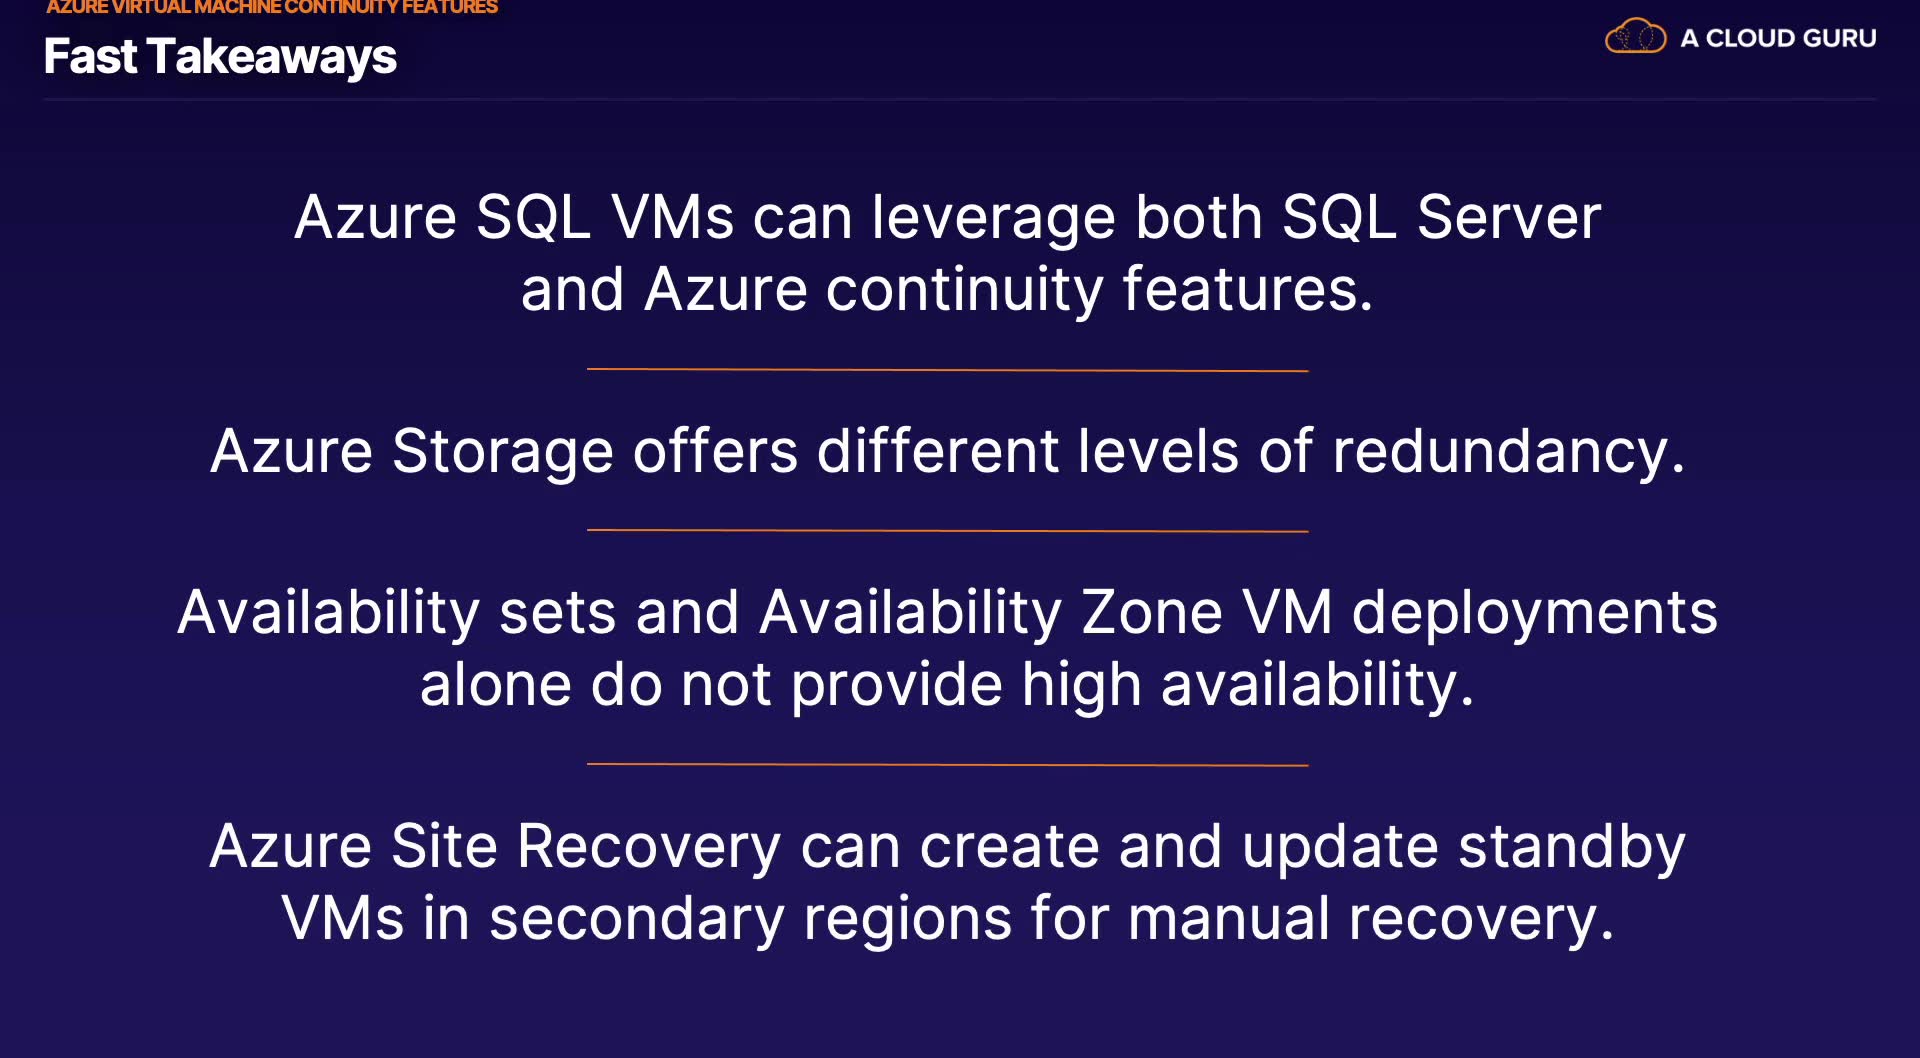 AZURE VIRTUAL MACHINE CONTINUITY FEATURES
Fast Takeaways
A CLOUD GURU
Azure SQL VMs can leverage both SQL Server
and Azure continuity features.
Azure Storage offers different levels of redundancy.
Availability sets and Availability Zone VM deployments
alone do not provide high availability.
Azure Site Recovery can create and update standby
VMs in secondary regions for manual recovery.